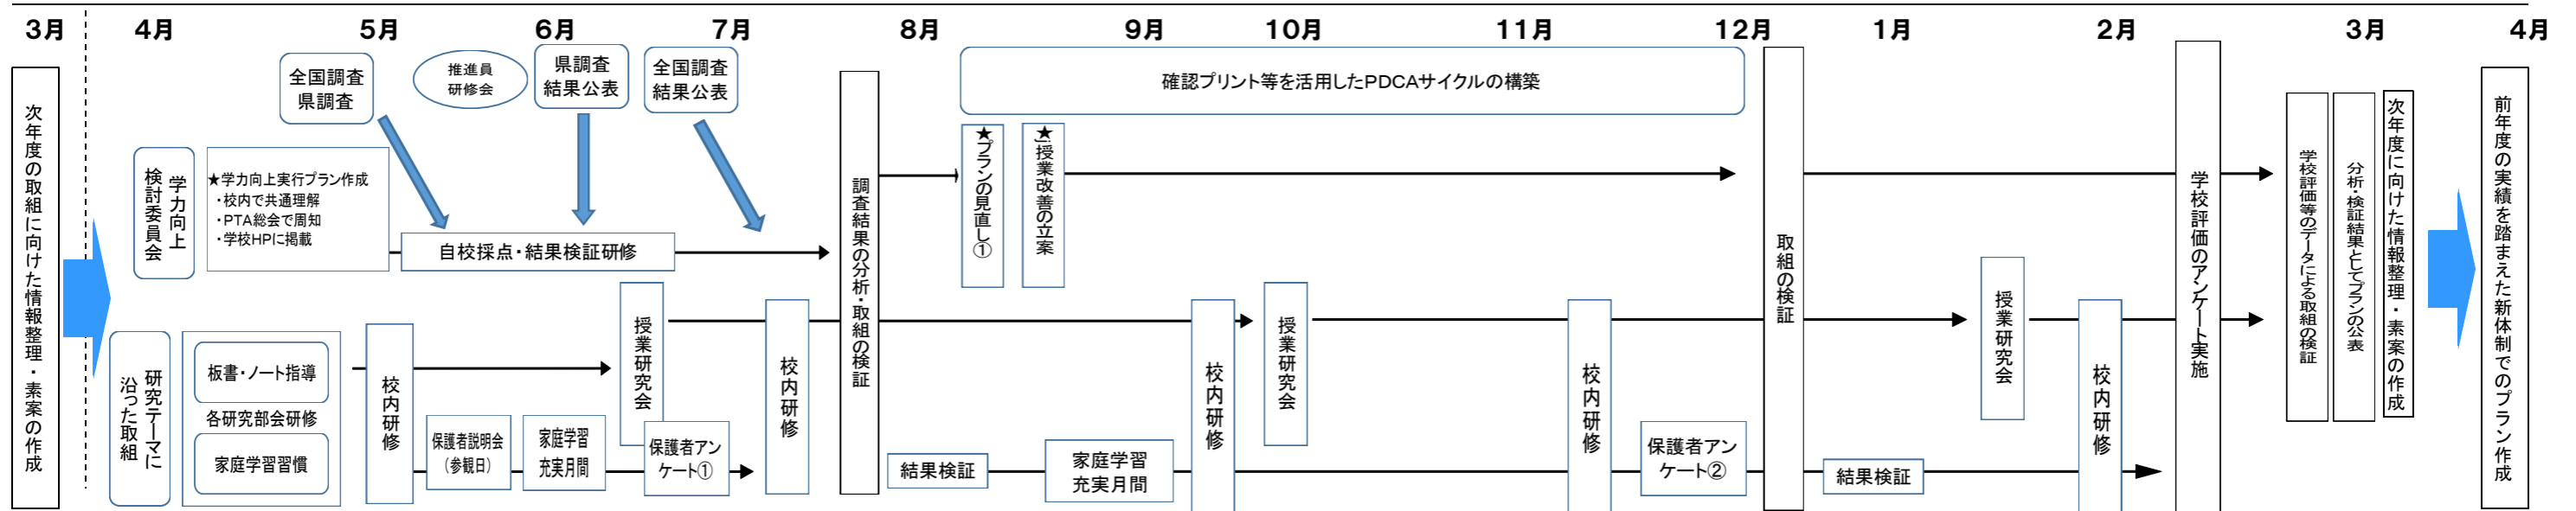 3月
4月
5月
6月
7月
8月
9月
10月
11月
12月
1月
2月
3月
4月
次年度の取組に向けた情報整理・素案の作成
全国調査
県調査
推進員
研修会
県調査
結果公表
全国調査
結果公表
確認プリント等を活用したPDCAサイクルの構築
学力向上
検討委員会
★学力向上実行プラン作成
・校内で共通理解
・PTA総会で周知
・学校HPに掲載
自校採点・結果検証研修
調査結果の分析・取組の検証
★プランの見直し①
★授業改善の立案
取組の検証
学校評価のアンケート実施
学校評価等のデータによる取組の検証
分析・検証結果としてプランの公表
次年度に向けた情報整理・素案の作成
前年度の実績を踏まえた新体制でのプラン作成
研究テーマに
沿った取組
板書・ノート指導
各研究部会研修
家庭学習習慣
校内研修
保護者説明会
(参観日)
家庭学習
充実月間
授業研究会
保護者アン
ケート①
校内研修
結果検証
家庭学習
充実月間
校内研修
授業研究会
校内研修
保護者アン
ケート②
結果検証
授業研究会
校内研修